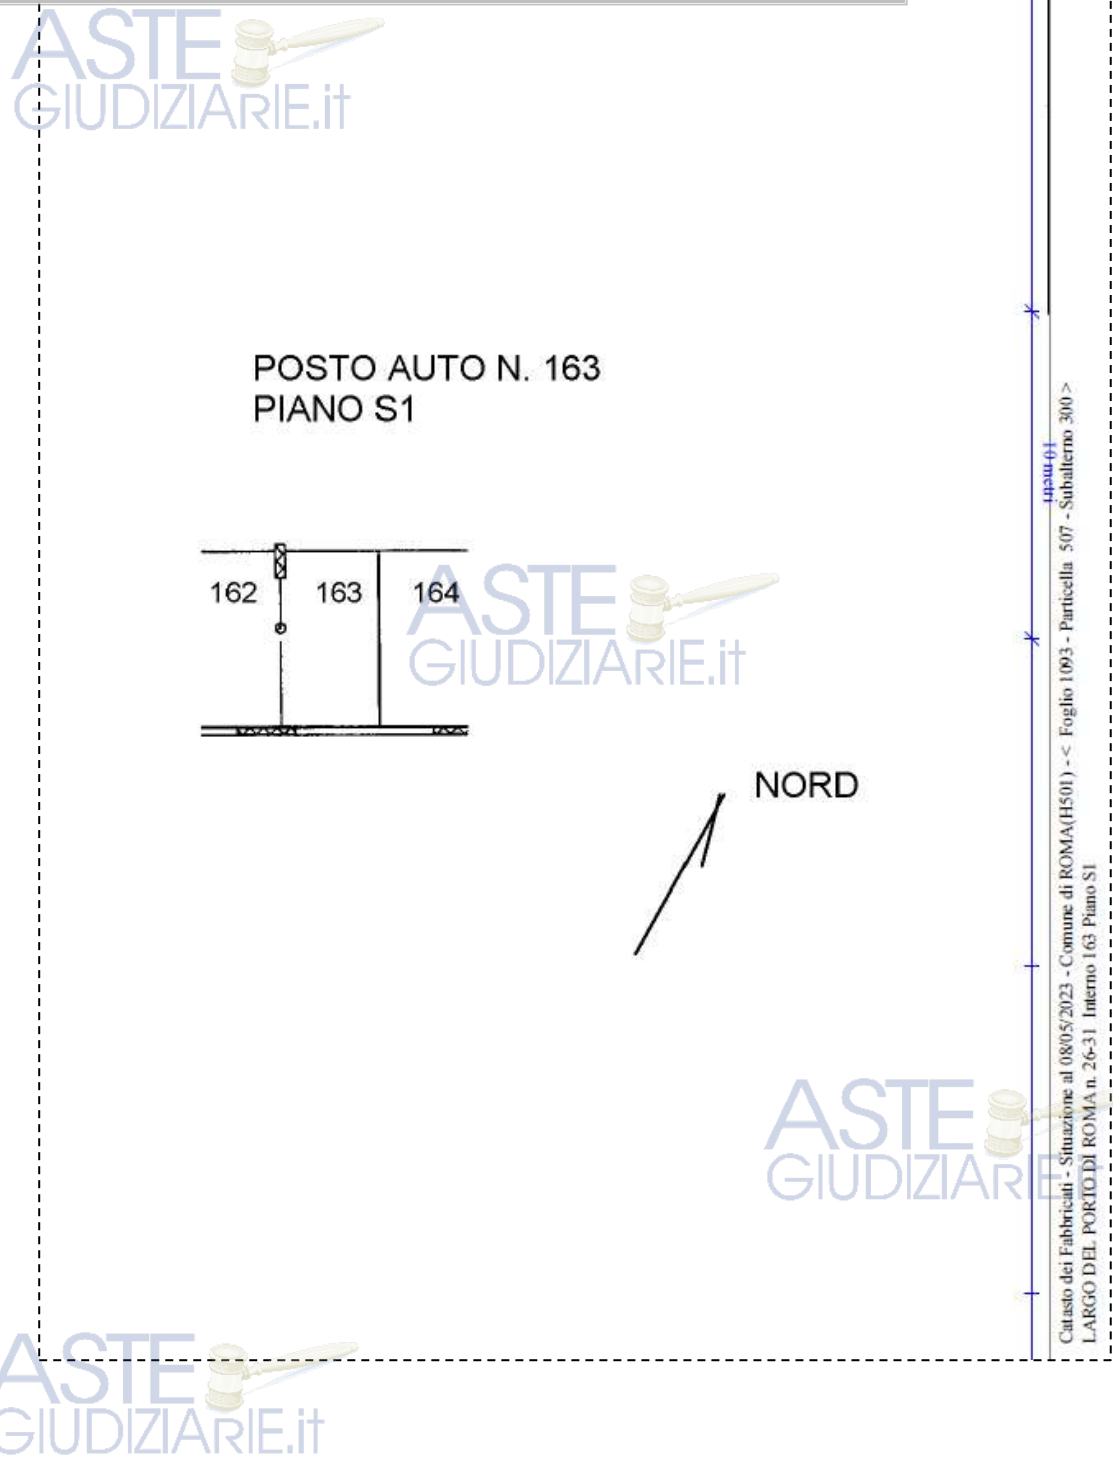 ASTE
GIUDIZIARIE.it
POSTO AUTO N. 163
PIANO S1
162 163 164
ASTE
GIUDIZIARIE.it
NORD
10 metri
Catasto dei Fabbricati - Situazione al 08/05/2023 - Comune di ROMA(H501) - < Foglio 1093 - Particella 507 - Subalterno 300 >
LARGO DEL PORTO DI ROMA n. 26-31 Interno 163 Piano S1
ASTE
GIUDIZIARIE.it
ASTE
GIUDIZIARIE.it